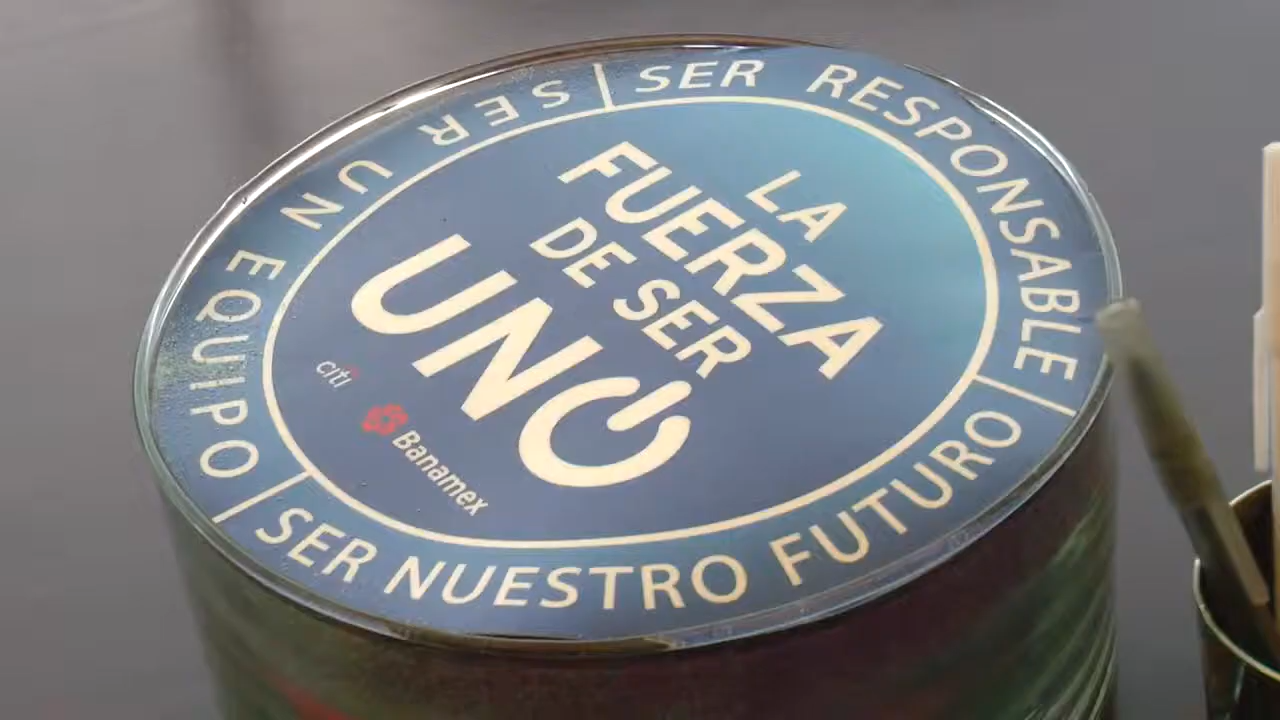 LA
FUERZA
DE SER
UNO
citi
Banamex
SER RESPONSABLE
SER NUESTRO FUTURO
SER UN EQUIPO